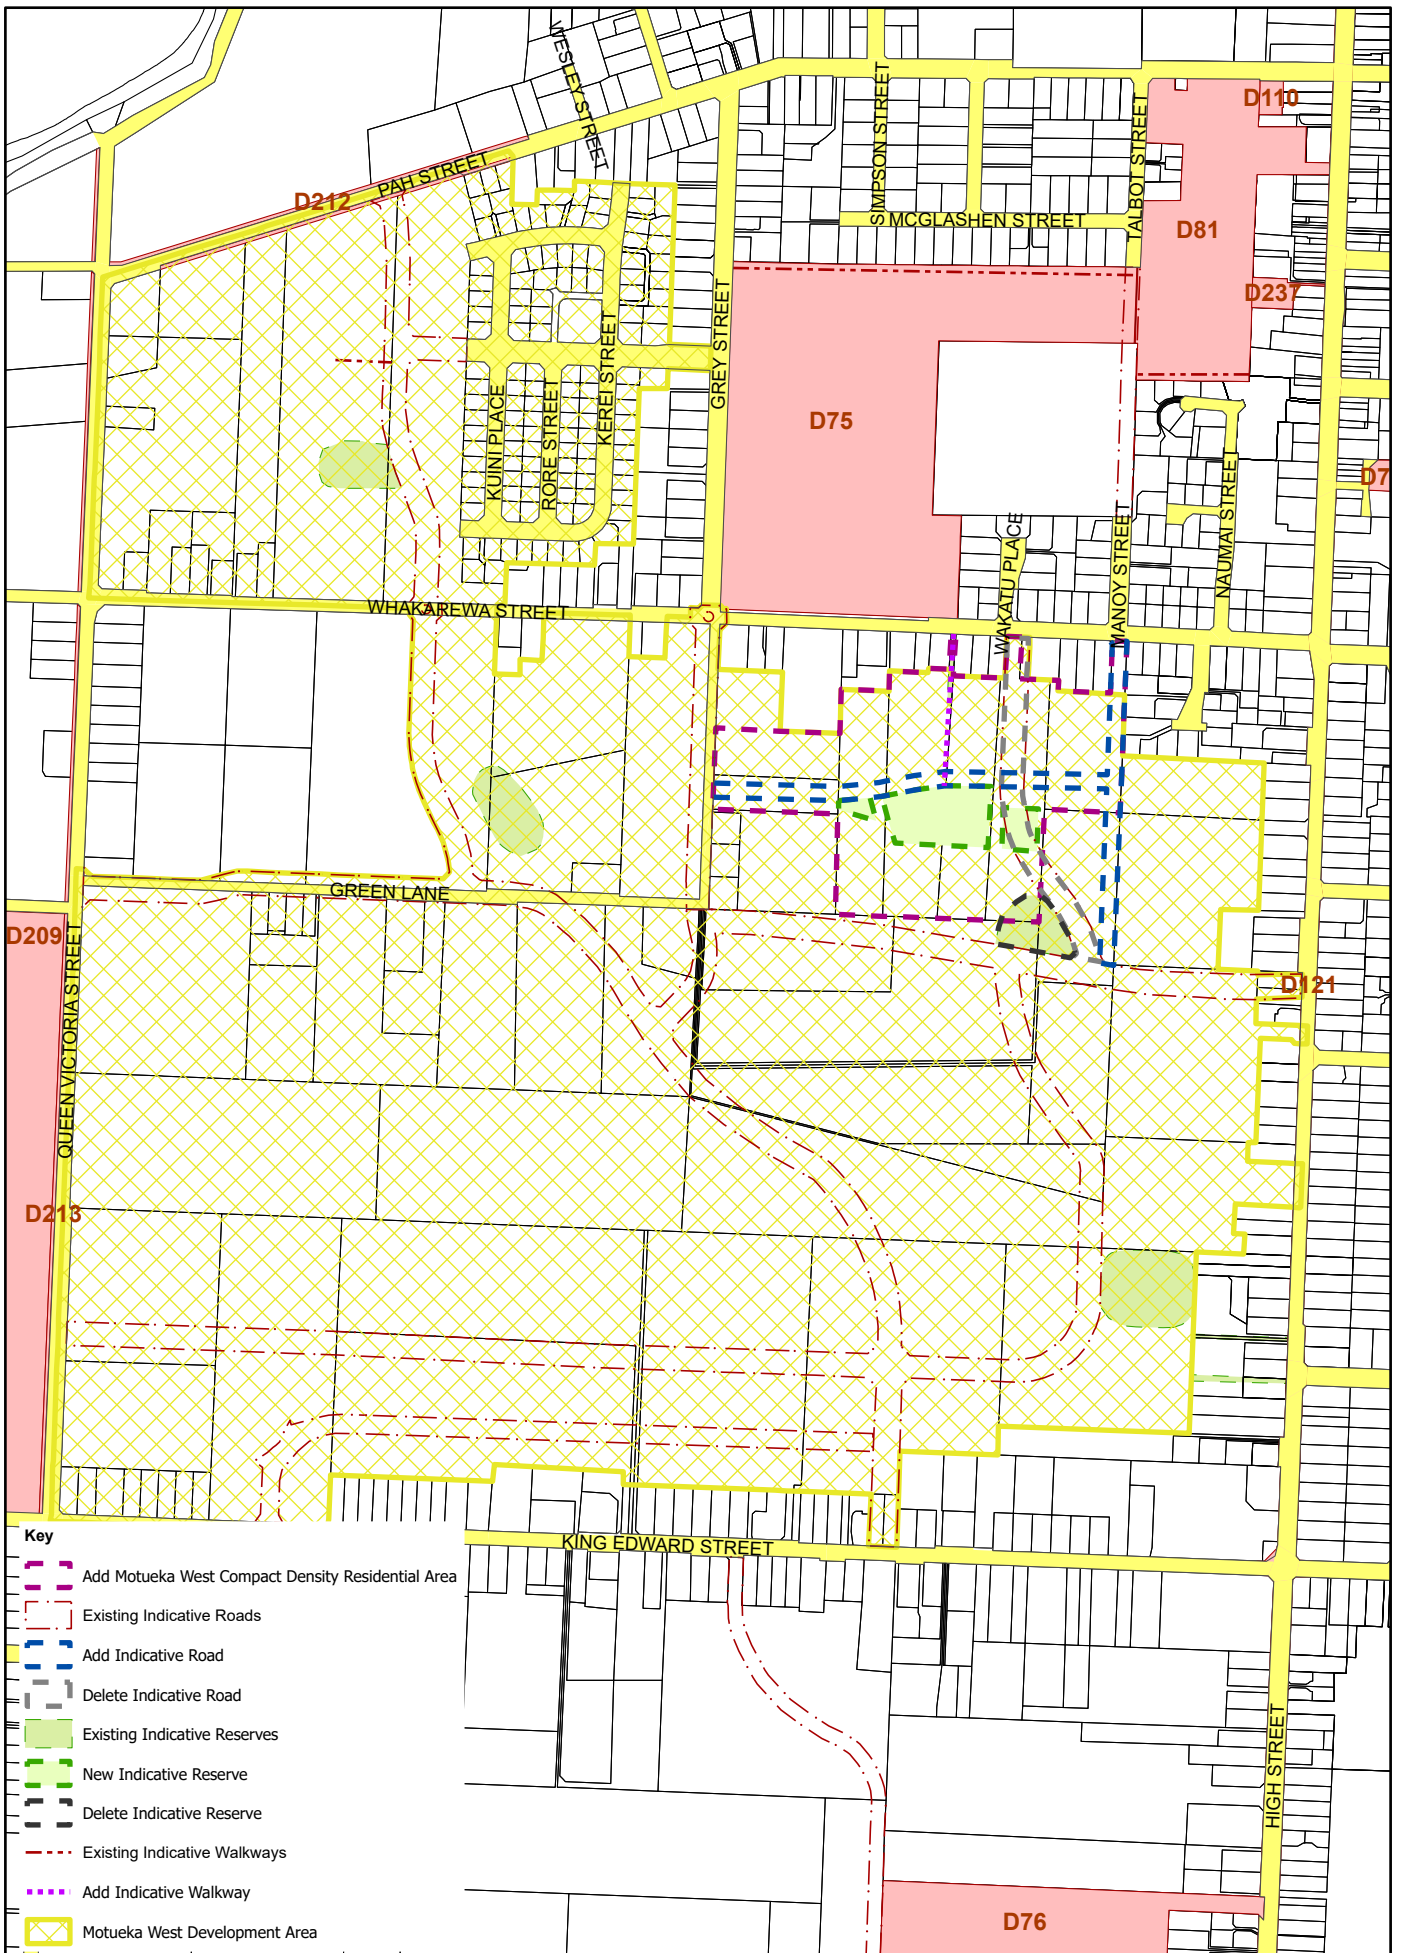 WESLEY STREET
SIMPSON STREET
TALBOT STREET
D110
PAH STREET
D212
MCGLASHEN STREET
D81
D237
GREY STREET
KUINI PLACE
RORE STREET
KEREI STREET
D75
D7
WAKATU PLACE
MANOY STREET
NAUMAI STREET
WHAKAREWA STREET
GREEN LANE
D209
QUEEN VICTORIA STREET
D121
D213
KING EDWARD STREET
HIGH STREET
D76
Key
Add Motueka West Compact Density Residential Area
Existing Indicative Roads
Add Indicative Road
Delete Indicative Road
Existing Indicative Reserves
New Indicative Reserve
Delete Indicative Reserve
Existing Indicative Walkways
Add Indicative Walkway
Motueka West Development Area